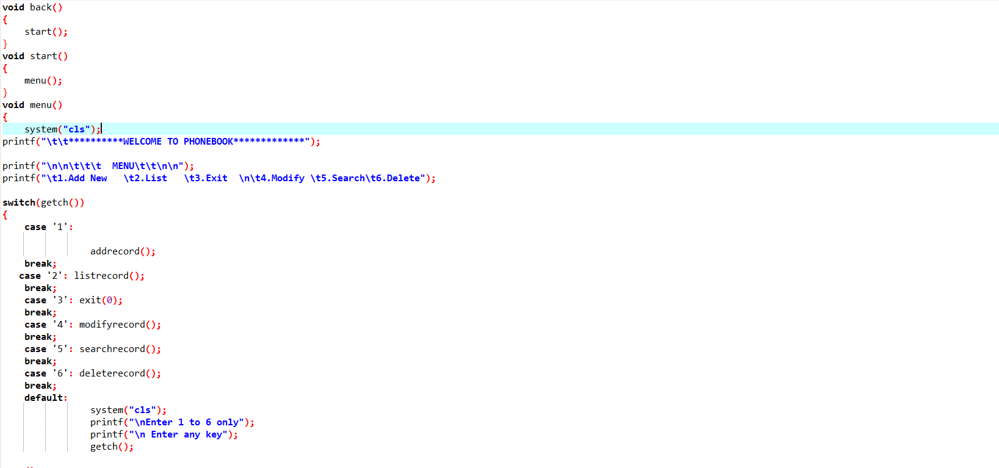 void back()
{
    start();
}
void start()
{
    menu();
}
void menu()
{
    system("cls");
printf("\t\t**********WELCOME TO PHONEBOOK*************");

printf("\n\n\t\t\t  MENU\t\t\n\n");
printf("\t1.Add New   \t2.List   \t3.Exit  \n\t4.Modify \t5.Search\t6.Delete");

switch(getch())
{
    case '1':

                addrecord();
    break;
   case '2': listrecord();
    break;
    case '3': exit(0);
    break;
    case '4': modifyrecord();
    break;
    case '5': searchrecord();
    break;
    case '6': deleterecord();
    break;
    default:
                system("cls");
                printf("\nEnter 1 to 6 only");
                printf("\n Enter any key");
                getch();